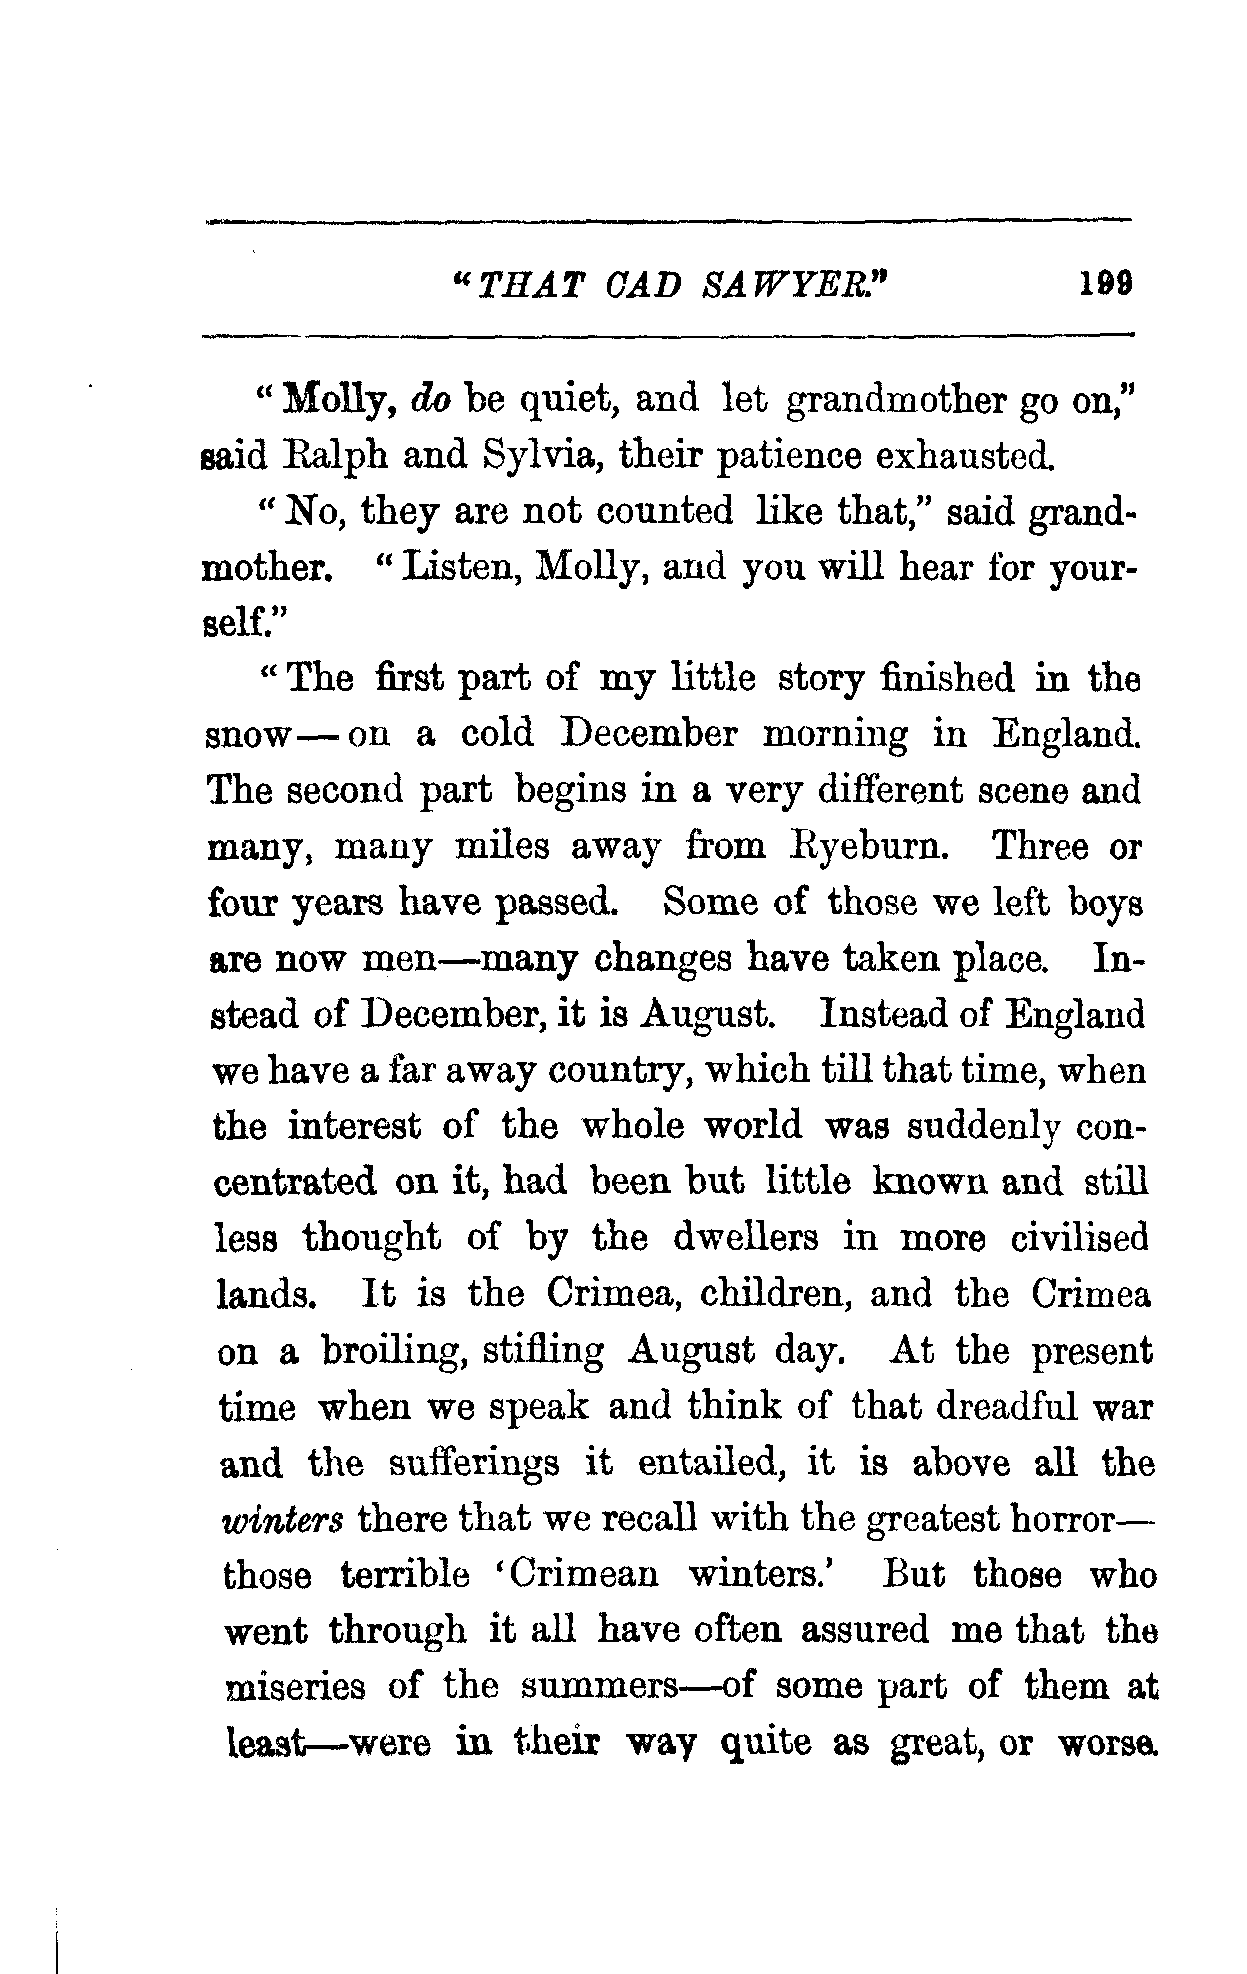 "THAT CAD SAWYER." 199
"Molly, do be quiet, and let grandmother go on,"
said Ralph and Sylvia, their patience exhausted.
"No, they are not counted like that," said grand-
mother. "Listen, Molly, and you will hear for your-
self."
"The first part of my little story finished in the
snow—on a cold December morning in England.
The second part begins in a very different scene and
many, many miles away from Ryeburn. Three or
four years have passed. Some of those we left boys
are now men—many changes have taken place. In-
stead of December, it is August. Instead of England
we have a far away country, which till that time, when
the interest of the whole world was suddenly con-
centrated on it, had been but little known and still
less thought of by the dwellers in more civilised
lands. It is the Crimea, children, and the Crimea
on a broiling, stifling August day. At the present
time when we speak and think of that dreadful war
and the sufferings it entailed, it is above all the
winters there that we recall with the greatest horror—
those terrible 'Crimean winters.' But those who
went through it all have often assured me that the
miseries of the summers—of some part of them at
least—were in their way quite as great, or worse.